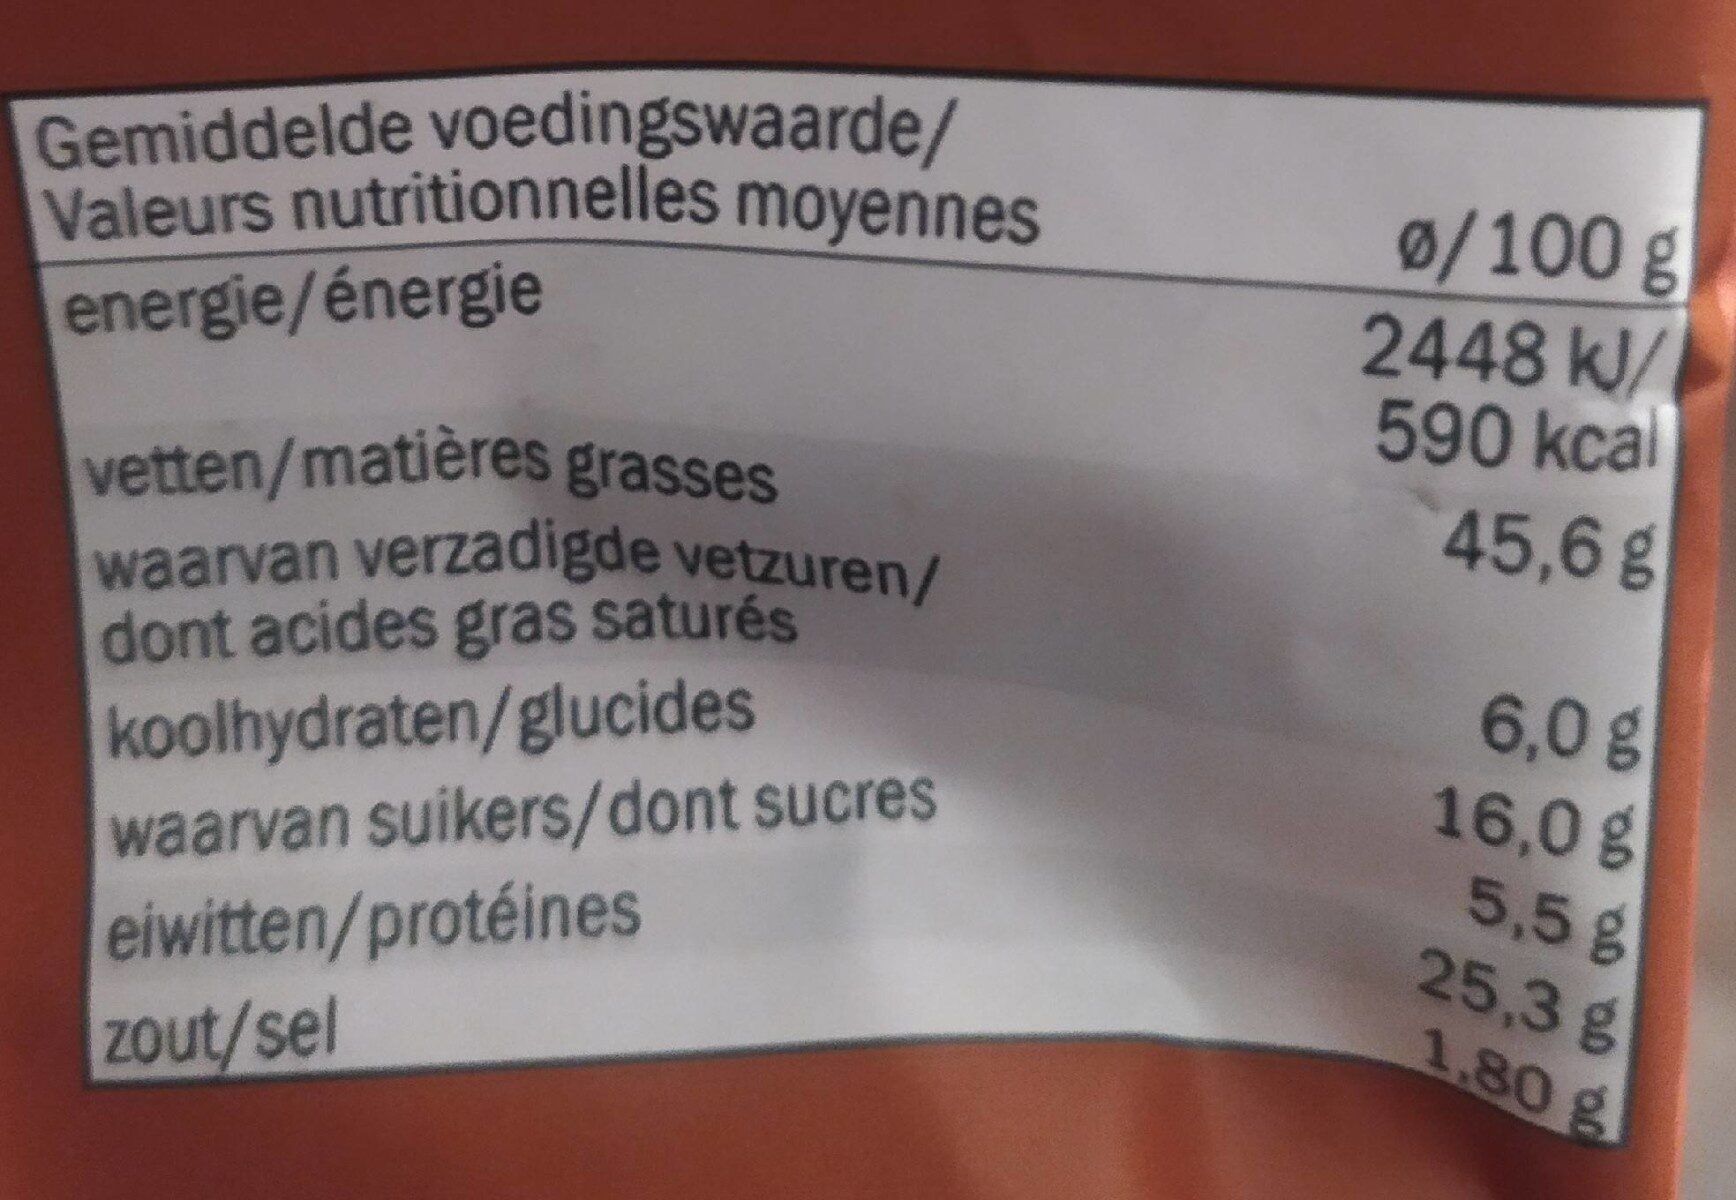 Gemiddelde voedingswaarde/
Valeurs nutritionnelles moyennes ø/100 g
energie/énergie 2448 kJ/
590 kcal
vetten/matières grasses 45,6 g
waarvan verzadigde vetzuren/
dont acides gras saturés 6,0 g
koolhydraten/glucides 16,0 g
waarvan suikers/dont sucres 5,5 g
eiwitten/protéines 25,3 g
zout/sel 1,80 g